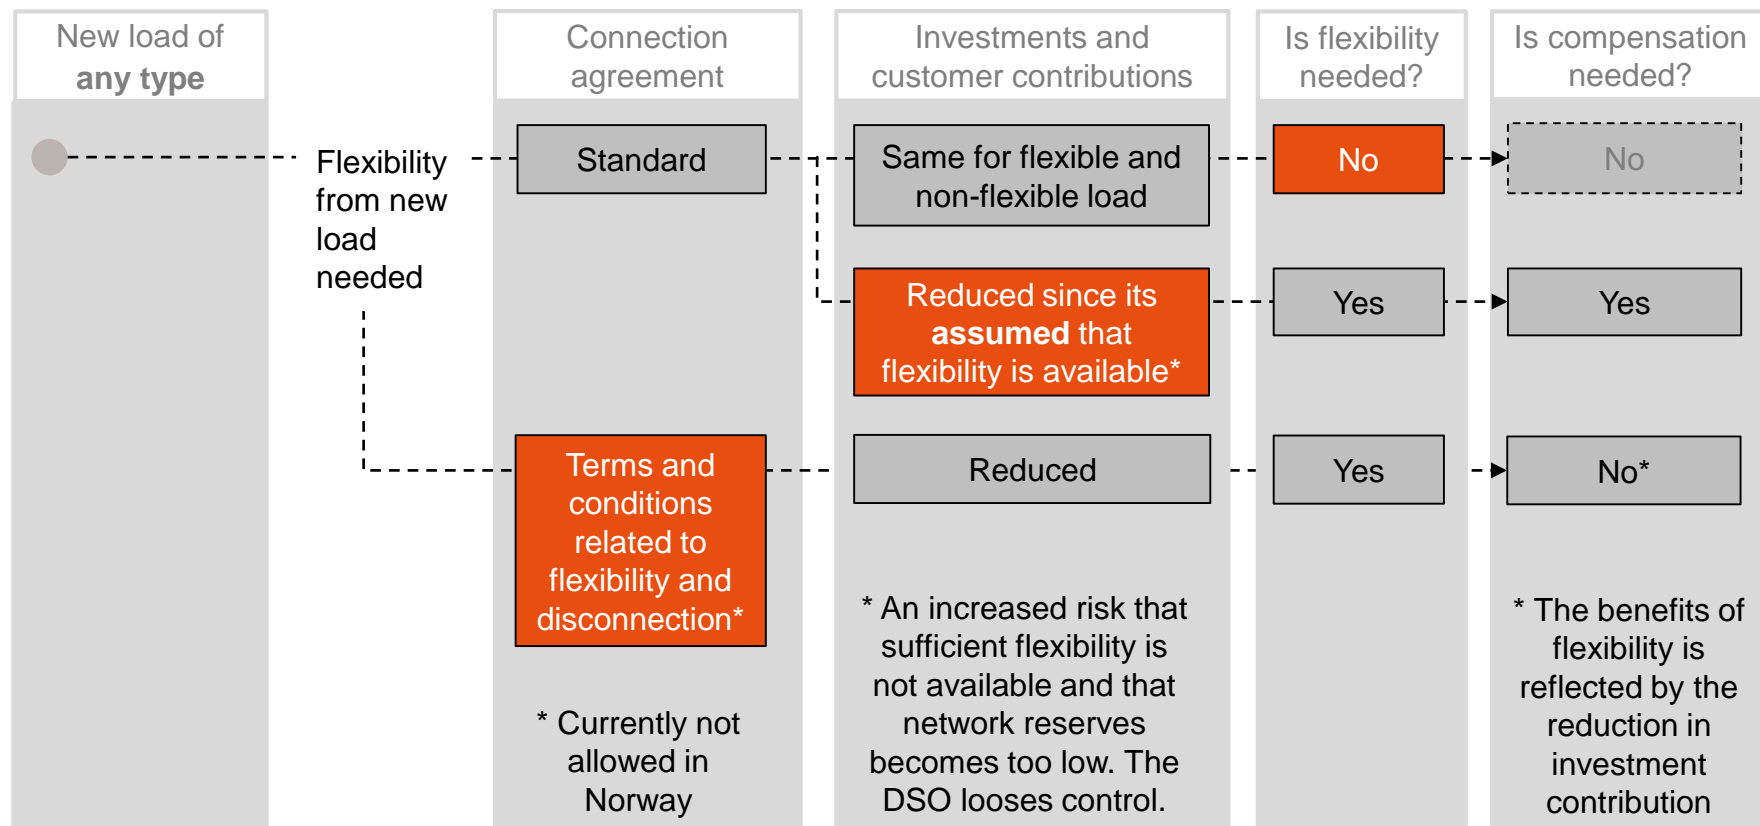 New load of
any type
Connection
agreement
Investments and
customer contributions
Is flexibility
needed?
Is compensation
needed?
Flexibility
from new
load
needed
Standard
Same for flexible and
non-flexible load
No
No
Reduced since its
assumed that
flexibility is available*
Yes
Yes
Terms and
conditions
related to
flexibility and
disconnection*
Reduced
Yes
No*
* Currently not
allowed in
Norway
* An increased risk that
sufficient flexibility is
not available and that
network reserves
becomes too low. The
DSO looses control.
* The benefits of
flexibility is
reflected by the
reduction in
investment
contribution